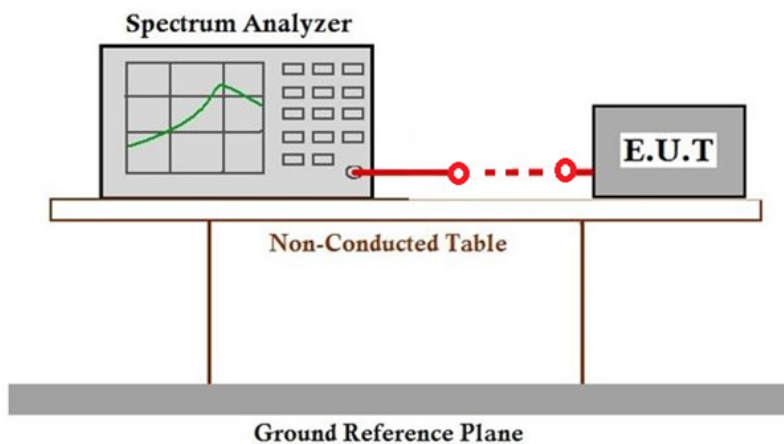 Spectrum Analyzer
E.U.T
Non-Conducted Table
Ground Reference Plane